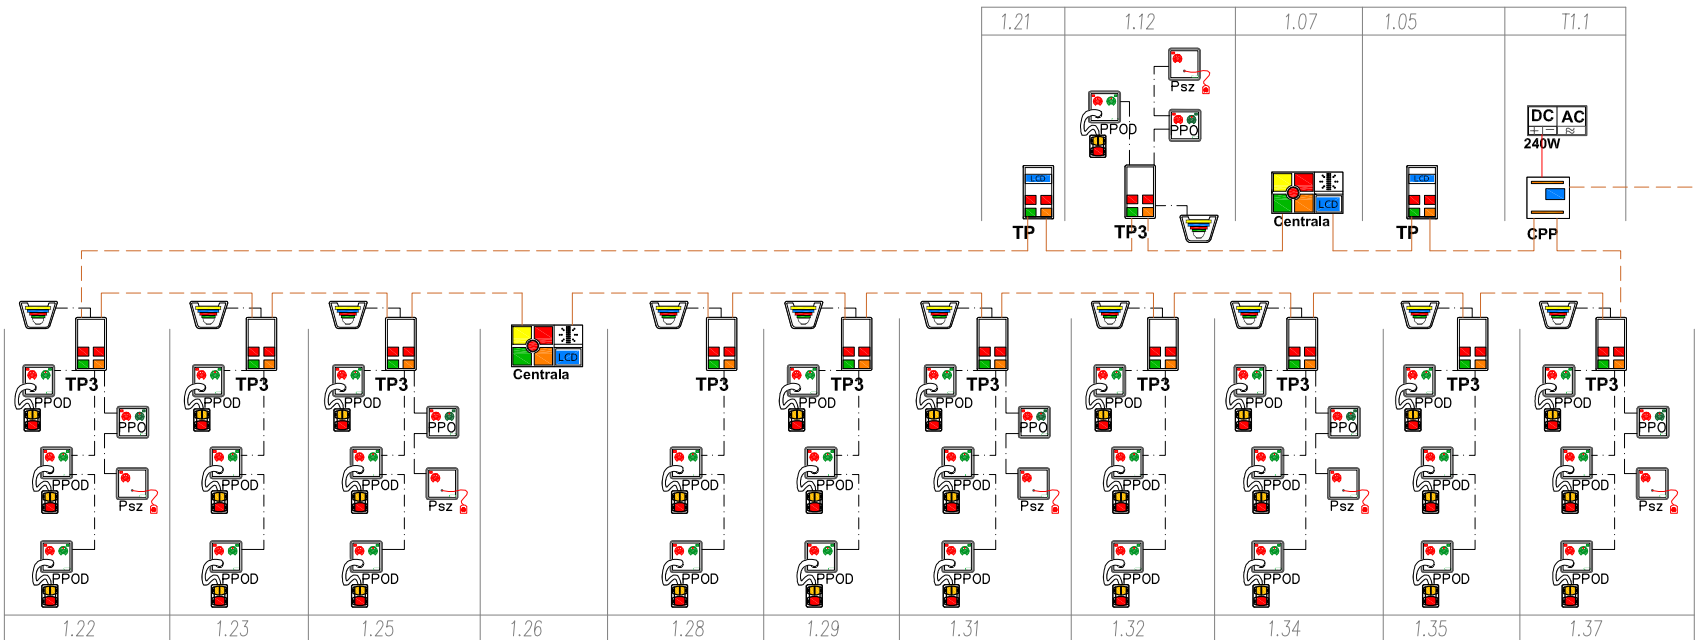 1.21 1.12 1.07 1.05 T1.1
Psz
DC AC
PPOD PPO
240W
LCD LCD
LCD
Centrala
TP TP3 TP CPP
LCD
Centrala
TP3 TP3 TP3 TP3 TP3 TP3 TP3 TP3 TP3 TP3
PPOD PPOD PPOD PPOD PPOD PPOD PPOD PPOD PPOD
PPO PPO PPO PPO PPO
PPOD PPOD PPOD PPOD PPOD PPOD PPOD PPOD PPOD PPOD
Psz Psz Psz Psz Psz
PPOD PPOD PPOD PPOD PPOD PPOD PPOD PPOD PPOD PPOD
1.22 1.23 1.25 1.26 1.28 1.29 1.31 1.32 1.34 1.35 1.37